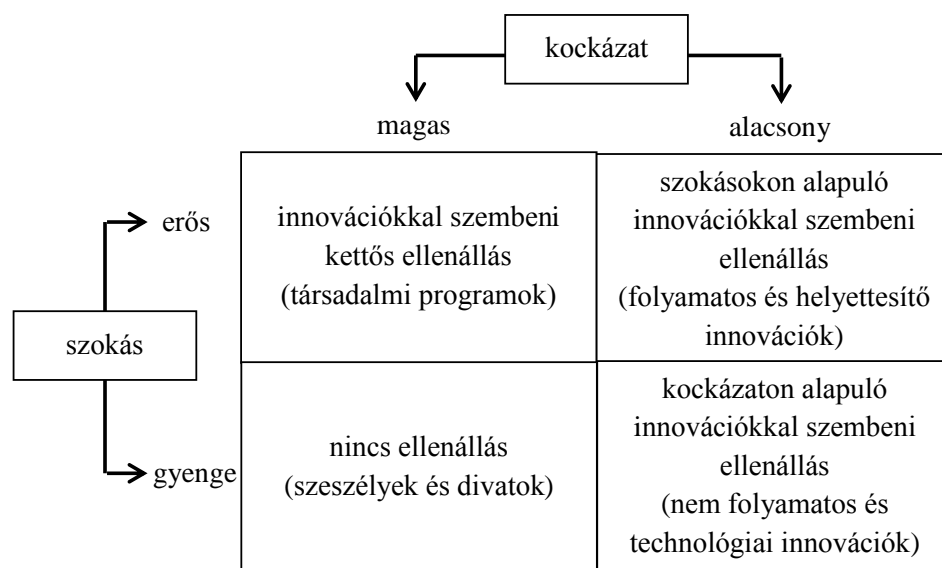 kockázat
magas
alacsony
szokás
erős
gyenge
innovációkkal szembeni
kettős ellenállás
(társadalmi programok)
szokásokon alapuló
innovációkkal szembeni
ellenállás
(folyamatos és helyettesítő
innovációk)
nincs ellenállás
(szeszélyek és divatok)
kockázaton alapuló
innovációkkal szembeni
ellenállás
(nem folyamatos és
technológiai innovációk)